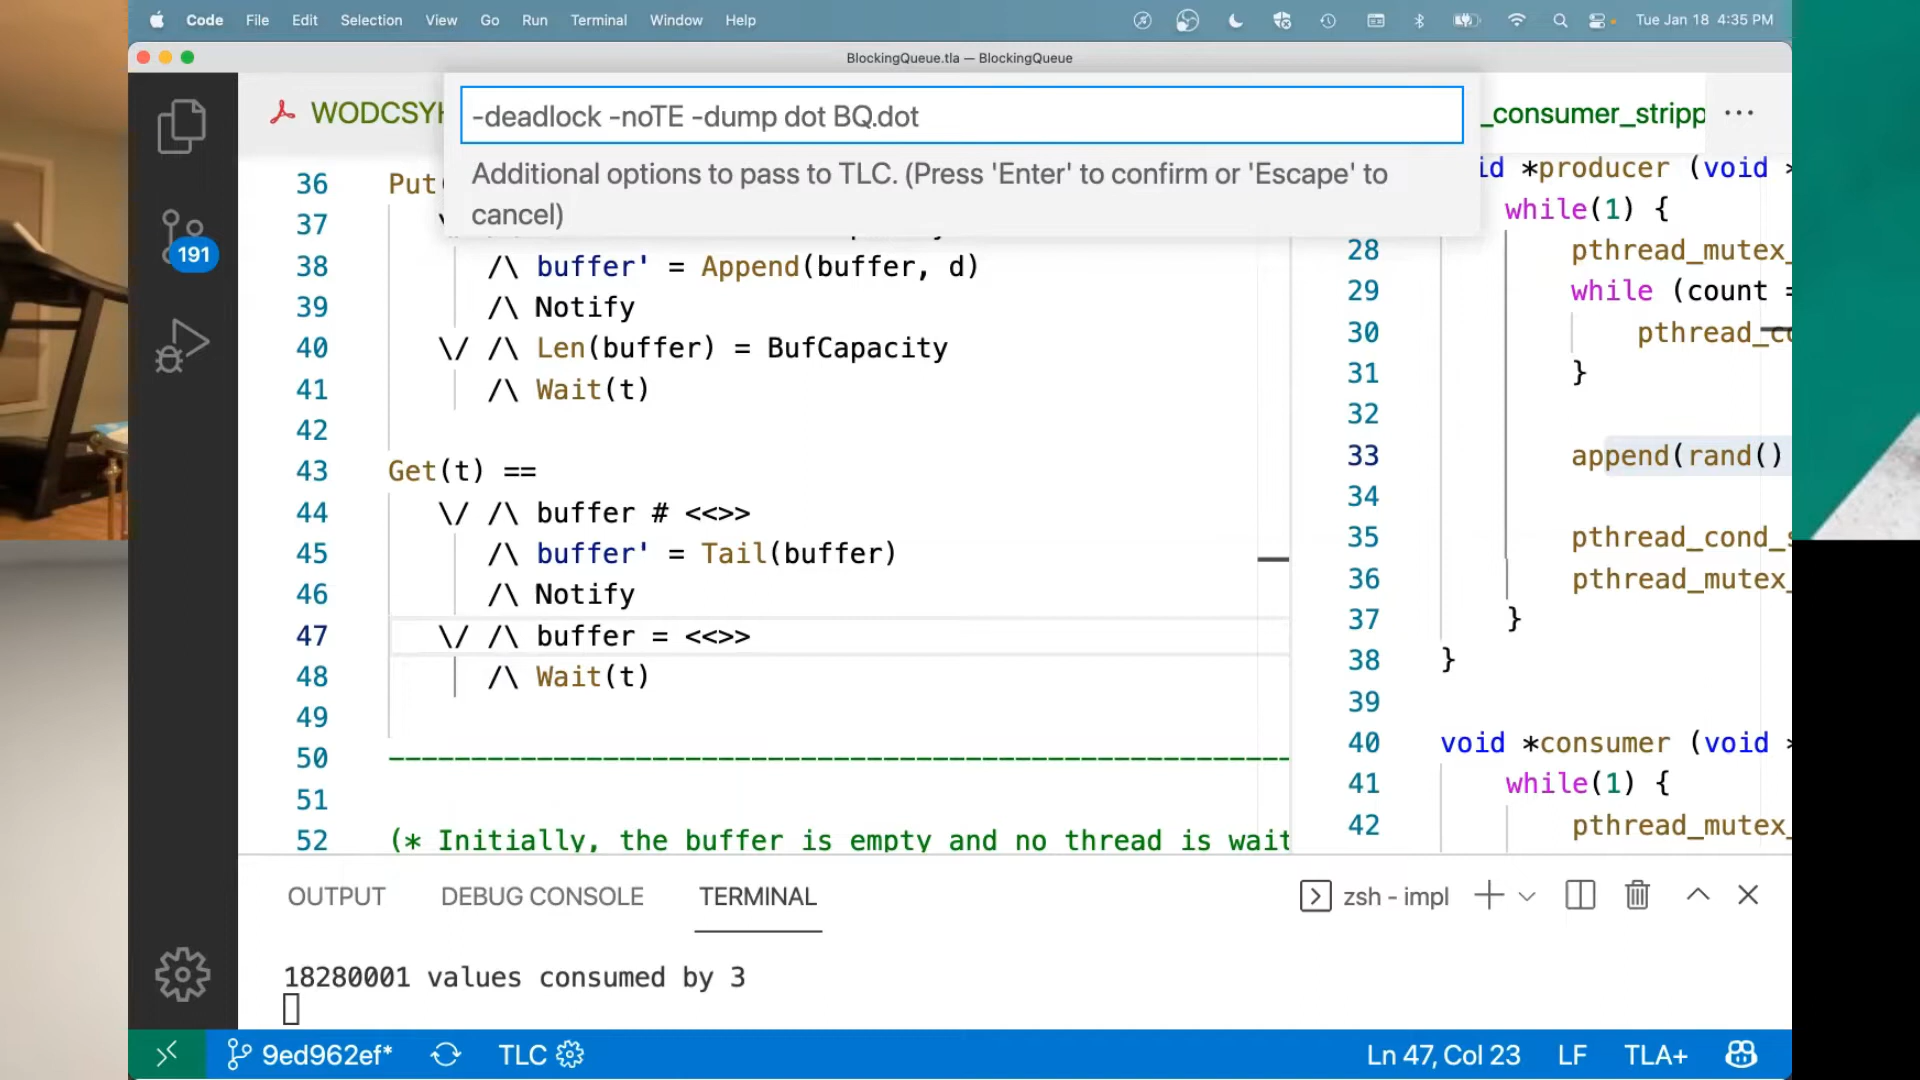 Code File Edit Selection View Go Run Terminal Window Help Tue Jan 18 4:35 PM
BlockingQueue.tla — BlockingQueue
WODCSYH
-deadlock -noTE -dump dot BQ.dot
_consumer_stripp ...
Additional options to pass to TLC. (Press 'Enter' to confirm or 'Escape' to
cancel)
36 Put
37
38 /\ buffer' = Append(buffer, d)
39 /\ Notify
40 \/ /\ Len(buffer) = BufCapacity
41 /\ Wait(t)
42
43 Get(t) ==
44 \/ /\ buffer # <<>>
45 /\ buffer' = Tail(buffer)
46 /\ Notify
47 \/ /\ buffer = <<>>
48 /\ Wait(t)
49
50 -------------------------------------------------------
51
52 (* Initially, the buffer is empty and no thread is wait
id *producer (void *
while(1) {
28 pthread_mutex_
29 while (count =
30 pthread_co
31 }
32
33 append(rand()
34
35 pthread_cond_s
36 pthread_mutex_
37 }
38 }
39
40 void *consumer (void *
41 while(1) {
42 pthread_mutex_
191
OUTPUT DEBUG CONSOLE TERMINAL zsh - impl
18280001 values consumed by 3
9ed962ef* TLC Ln 47, Col 23 LF TLA+